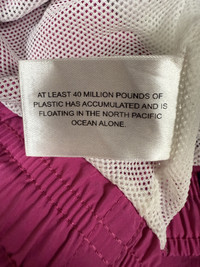 AT LEAST 40 MILLION POUNDS OF
PLASTIC HAS ACCUMULATED AND IS
FLOATING IN THE NORTH PACIFIC
OCEAN ALONE.